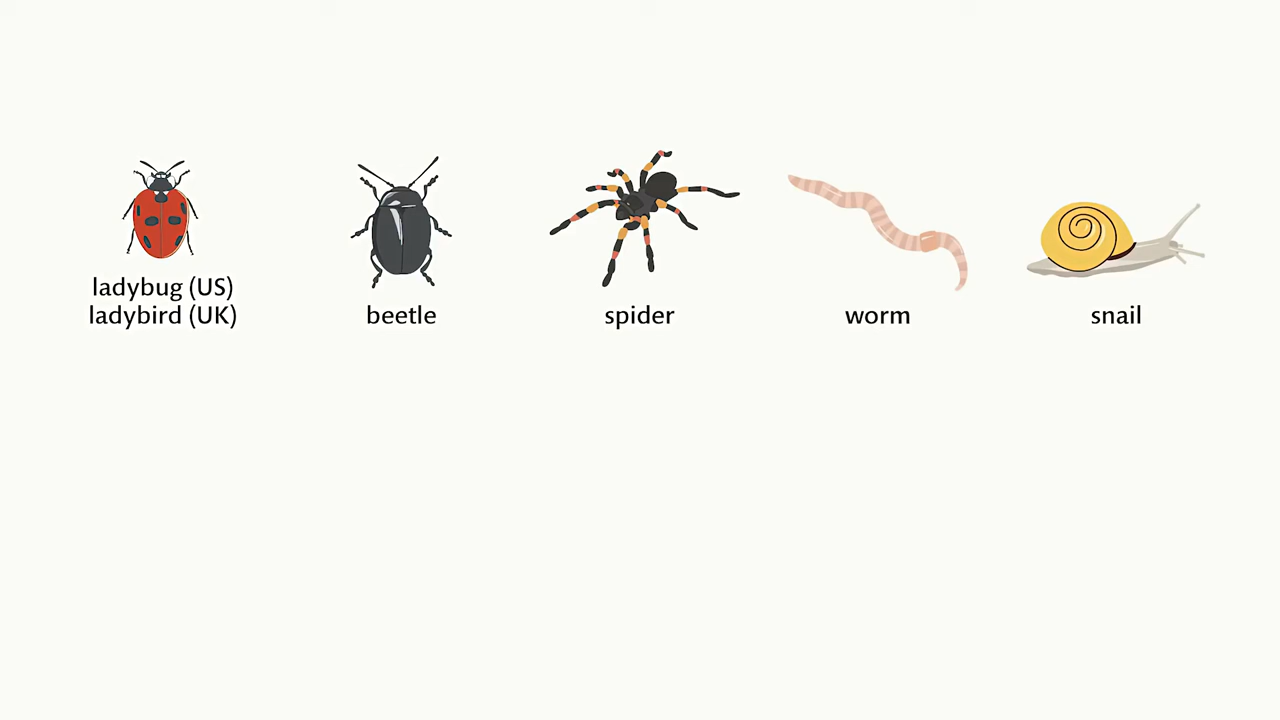 ladybug (US)
ladybird (UK)
beetle
spider
worm
snail